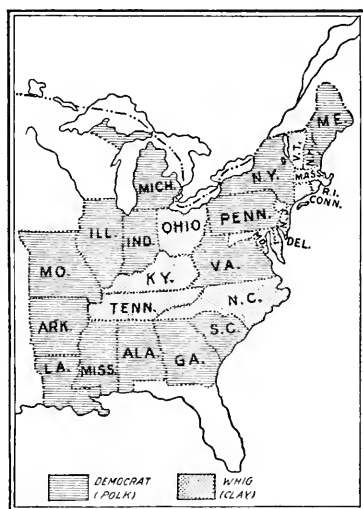 ME.
V.T.
N.H.
MASS.
R.I.
CONN.
N.Y.
MICH.
PENN.
N.J.
OHIO
DEL.
ILL.
IND.
MD.
VA.
MO.
KY.
N.C.
TENN.
ARK.
S.C.
LA.
MISS.
ALA.
GA.
DEMOCRAT
(POLK)
WHIG
(CLAY)